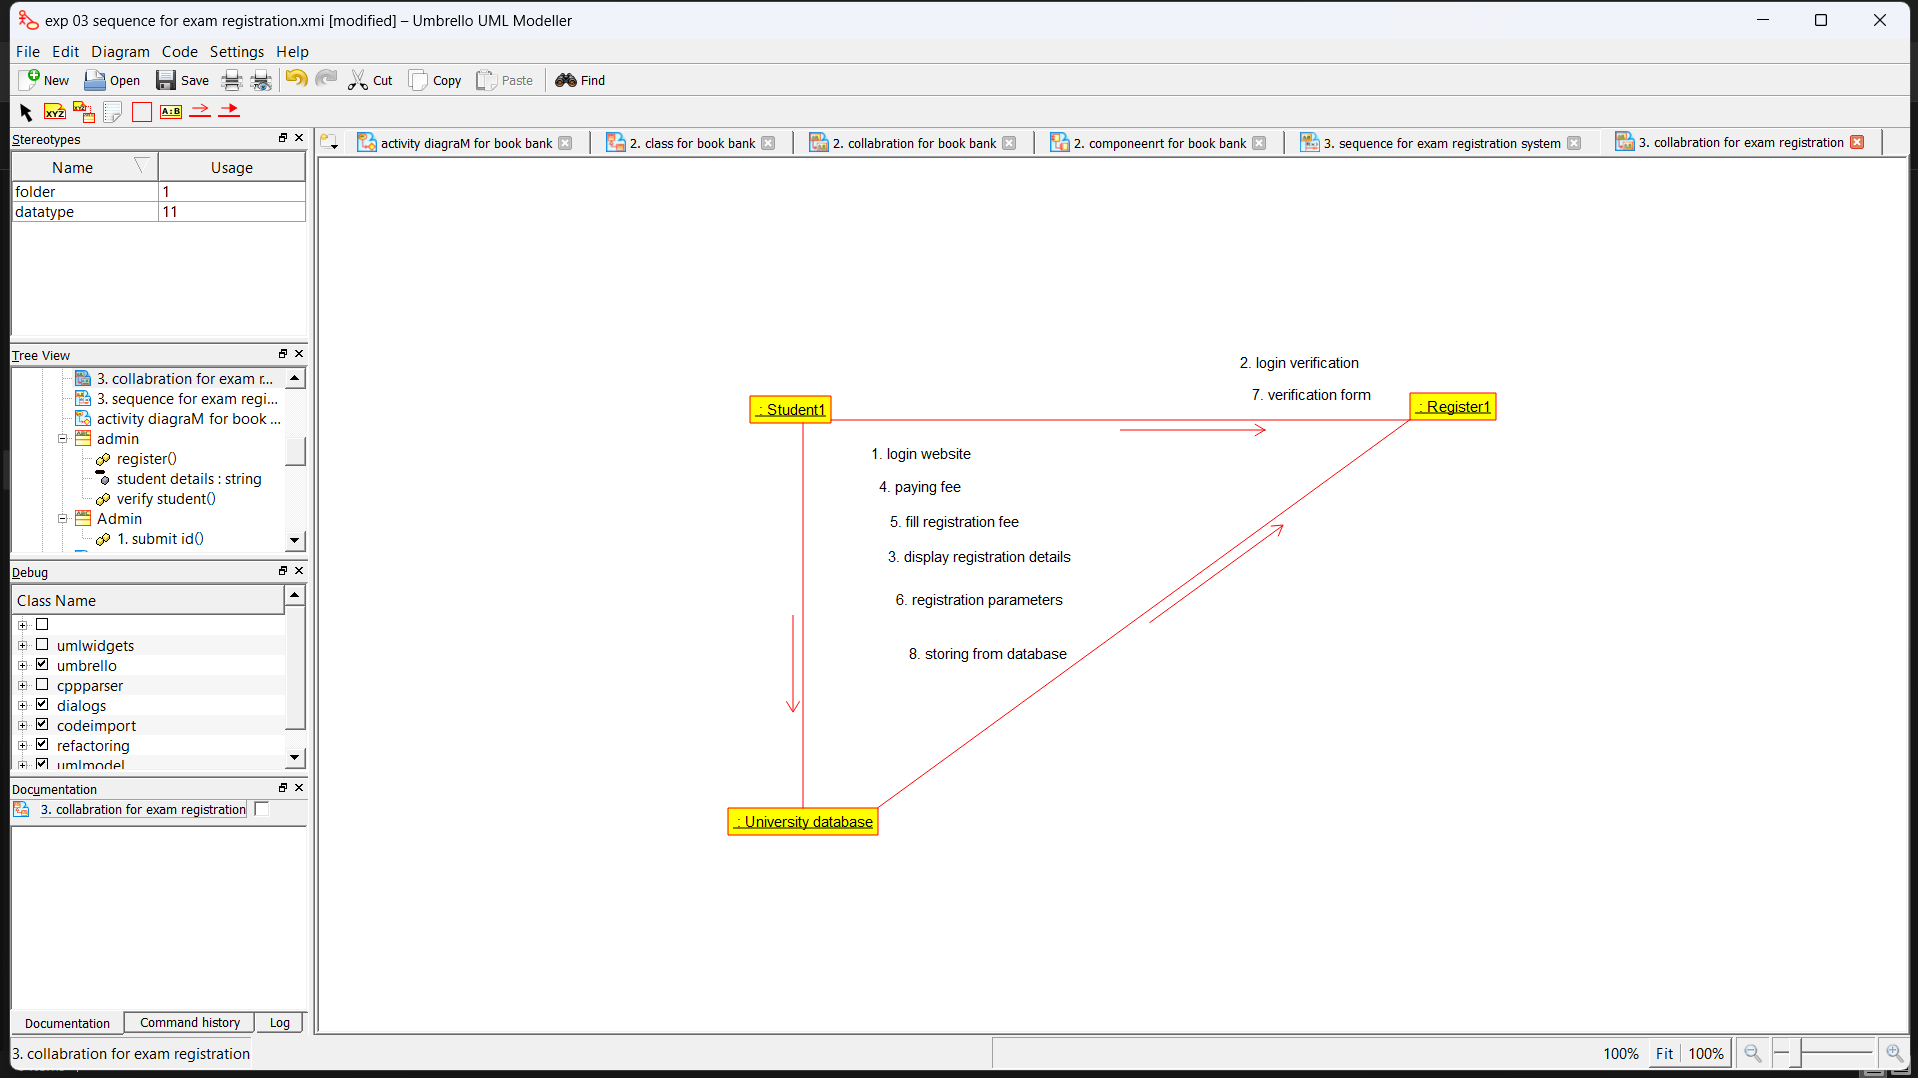 exp 03 sequence for exam registration.xmi [modified] – Umbrello UML Modeller
File Edit Diagram Code Settings Help
New Open Save Cut Copy Paste Find
XYZ XYZ A:B
Stereotypes
Name Usage
folder 1
datatype 11
activity diagraM for book bank
2. class for book bank
2. collabration for book bank
2. componeenrt for book bank
3. sequence for exam registration system
3. collabration for exam registration
Tree View
3. collabration for exam r...
3. sequence for exam regi...
activity diagraM for book ...
admin
register()
student details : string
verify student()
Admin
1. submit id()
Debug
Class Name
umlwidgets
umbrello
cppparser
dialogs
codeimport
refactoring
umlmodel
Documentation
3. collabration for exam registration
Documentation Command history Log
2. login verification
7. verification form
: Student1
: Register1
1. login website
4. paying fee
5. fill registration fee
3. display registration details
6. registration parameters
8. storing from database
: University database
3. collabration for exam registration
100% Fit 100%